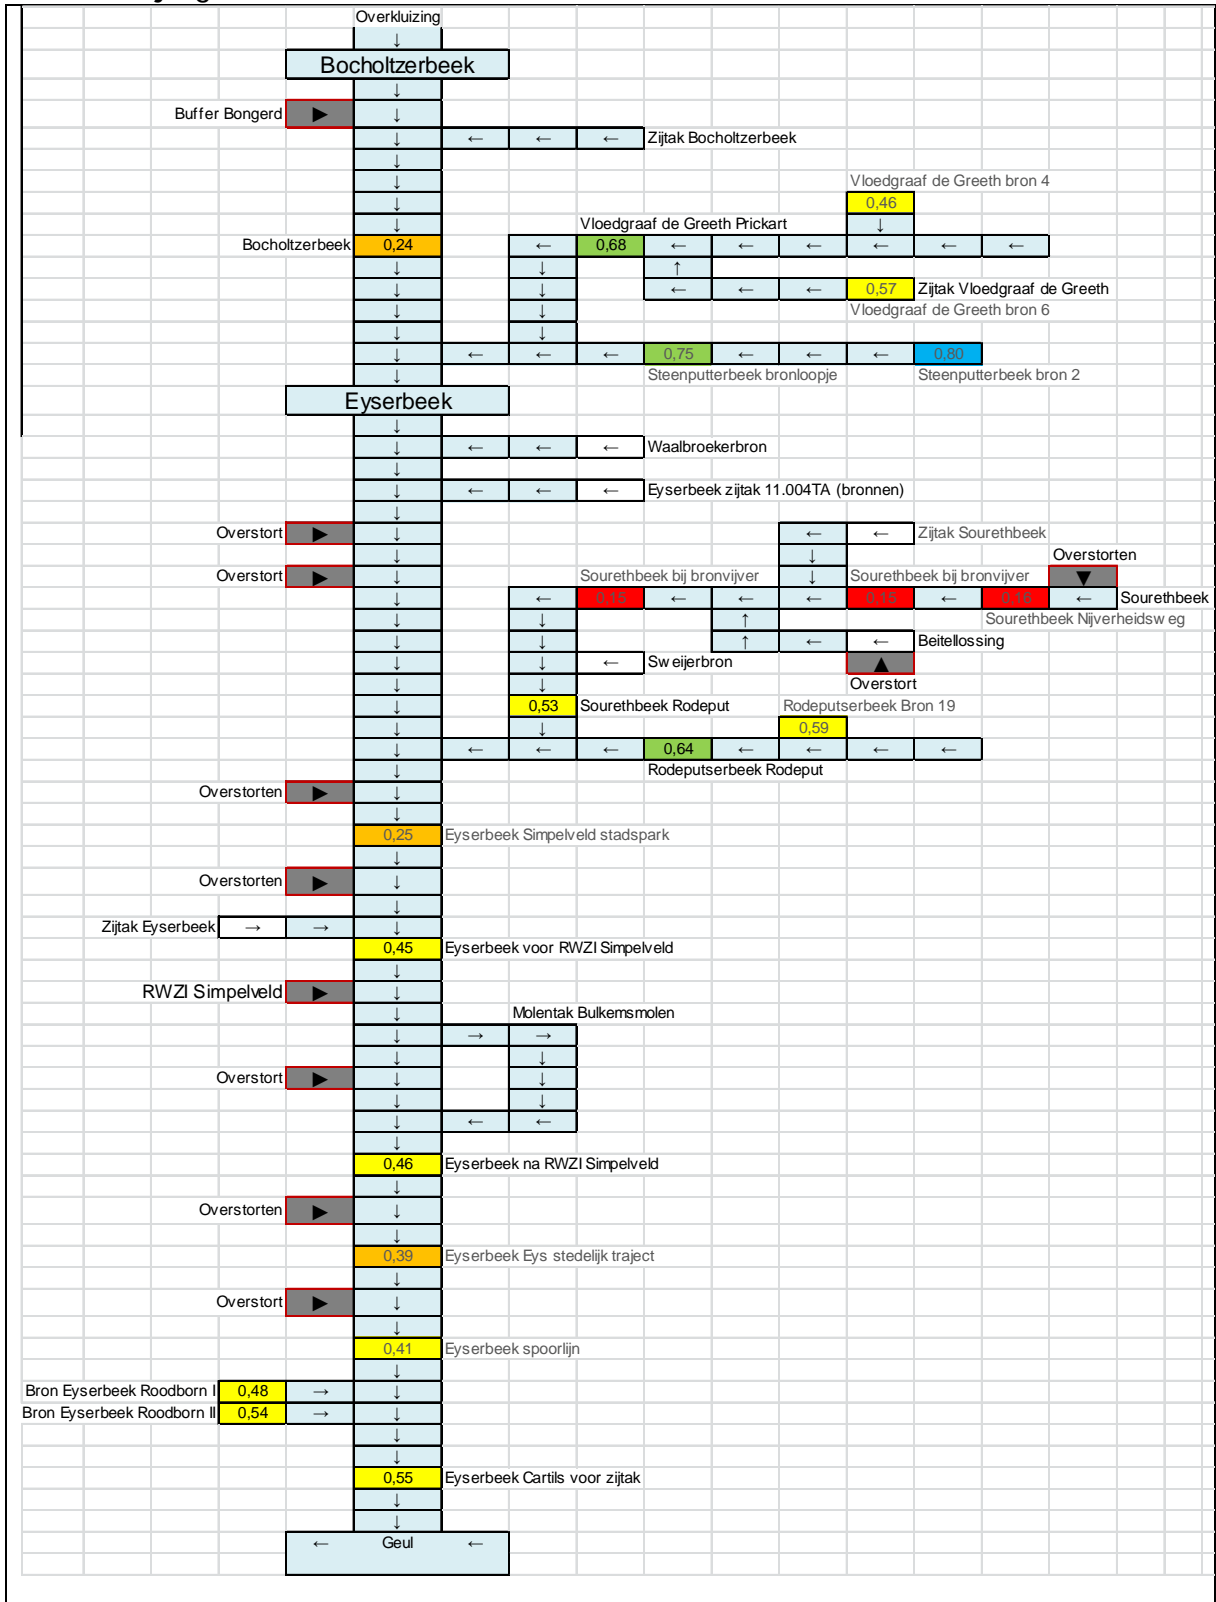 Overkluizing
↓
Bocholtzerbeek
↓
Buffer Bongerd ► ↓
↓ ← ← ← Zijtak Bocholtzerbeek
↓
↓ Vloedgraaf de Greeth bron 4
↓ 0,46
↓ Vloedgraaf de Greeth Prickart ↓
Bocholtzerbeek 0,24 ← 0,68 ← ← ← ← ← ←
↓ ↓ ↑
↓ ↓ ← ← ← 0,57 Zijtak Vloedgraaf de Greeth
↓ ↓ Vloedgraaf de Greeth bron 6
↓ ↓
↓ ← ← ← 0,75 ← ← ← 0,80
↓ Steenputterbeek bronloopje Steenputterbeek bron 2
Eyserbeek
↓
↓ ← ← ← Waalbroekerbron
↓
↓ ← ← ← Eyserbeek zijtak 11.004TA (bronnen)
↓
Overstort ► ↓ ← ← Zijtak Sourethbeek
↓ ↓ Overstorten
Overstort ► ↓ Sourethbeek bij bronvijver ↓ Sourethbeek bij bronvijver ▼
↓ ← 0,15 ← ← ← 0,15 ← 0,16 ← Sourethbeek
↓ ↓ ↑ Sourethbeek Nijverheidsweg
↓ ↓ ↑ ← ← Beitellossing
↓ ↓ ← Sweijerbron ▲
↓ ↓ Overstort
↓ 0,53 Sourethbeek Rodeput Rodeputserbeek Bron 19
↓ ↓ 0,59
↓ ← ← ← 0,64 ← ← ← ←
↓ Rodeputserbeek Rodeput
Overstorten ► ↓
↓
0,25 Eyserbeek Simpelveld stadspark
↓
Overstorten ► ↓
↓
Zijtak Eyserbeek → → ↓
0,45 Eyserbeek voor RWZI Simpelveld
↓
RWZI Simpelveld ► ↓
↓ Molentak Bulkemsmolen
↓ → →
↓ ↓
Overstort ► ↓ ↓
↓ ↓
↓ ← ←
↓
0,46 Eyserbeek na RWZI Simpelveld
↓
Overstorten ► ↓
↓
0,39 Eyserbeek Eys stedelijk traject
↓
Overstort ► ↓
↓
0,41 Eyserbeek spoorlijn
↓
Bron Eyserbeek Roodborn I 0,48 → ↓
Bron Eyserbeek Roodborn II 0,54 → ↓
↓
↓
0,55 Eyserbeek Cartils voor zijtak
↓
↓
← Geul ←